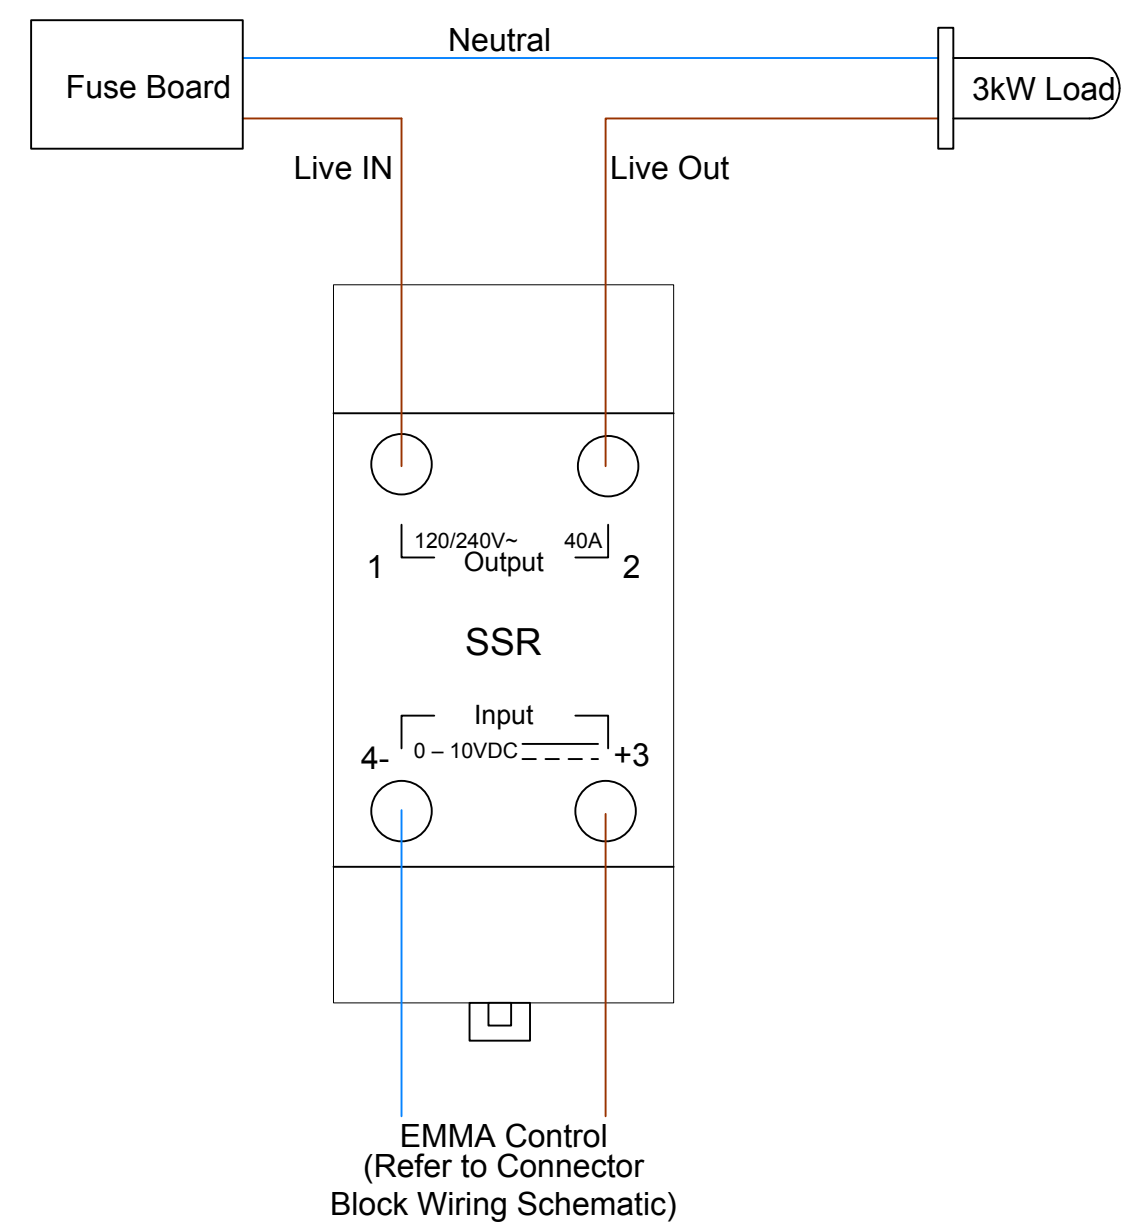 Neutral
Fuse Board
3kW Load
Live IN
Live Out
120/240V~ 40A
1 Output 2
SSR
Input
4- 0 – 10VDC +3
EMMA Control
(Refer to Connector
Block Wiring Schematic)